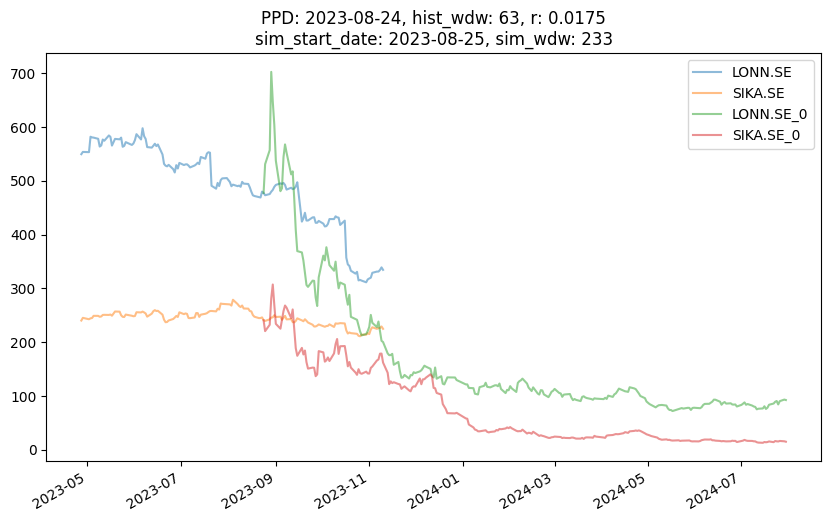 PPD: 2023-08-24, hist_wdw: 63, r: 0.0175
sim_start_date: 2023-08-25, sim_wdw: 233
LONN.SE
SIKA.SE
LONN.SE_0
SIKA.SE_0
700
600
500
400
300
200
100
0
2023-05
2023-07
2023-09
2023-11
2024-01
2024-03
2024-05
2024-07